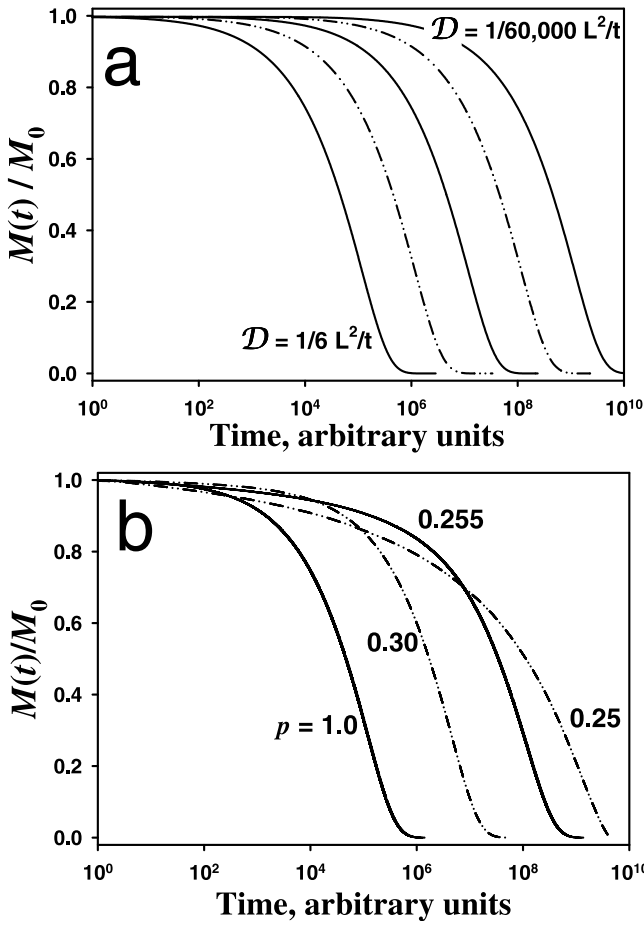 a
𝒟 = 1/60,000 L²/t
1.0
0.8
0.6
0.4
0.2
0.0
M(t) / M₀
𝒟 = 1/6 L²/t
10⁰ 10² 10⁴ 10⁶ 10⁸ 10¹⁰
Time, arbitrary units
b
1.0
0.8
0.6
0.4
0.2
0.0
M(t)/M₀
0.255
0.30
0.25
p = 1.0
10⁰ 10² 10⁴ 10⁶ 10⁸ 10¹⁰
Time, arbitrary units